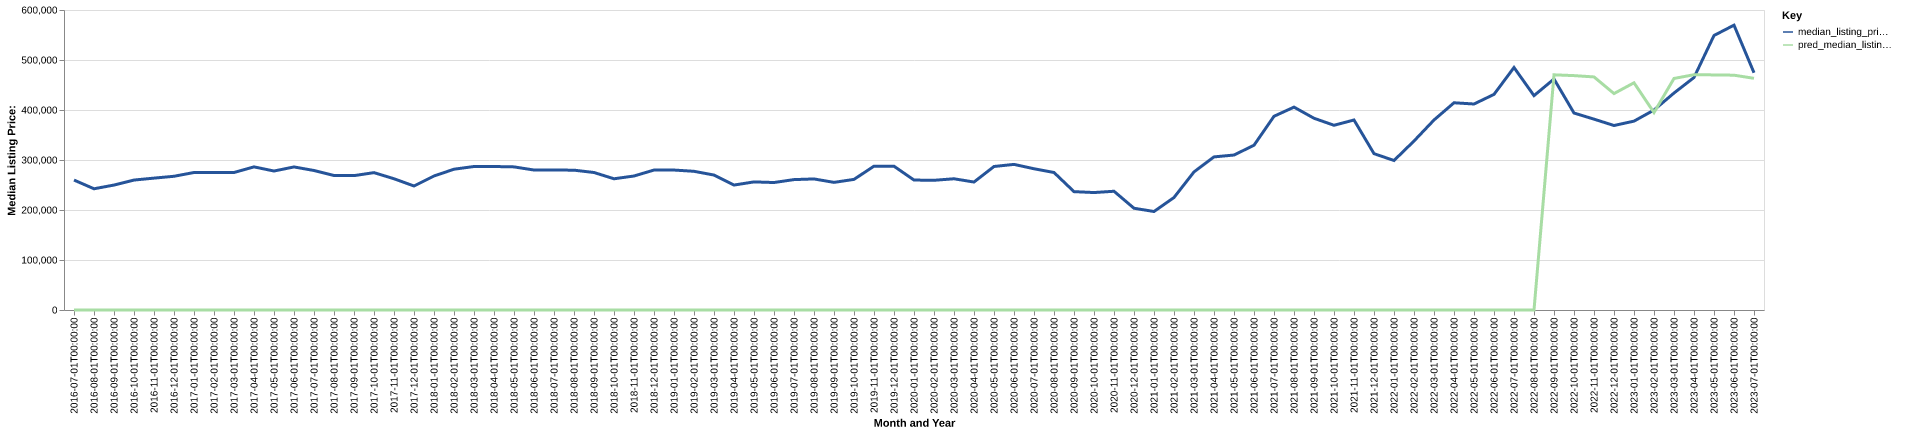 600,000
500,000
400,000
300,000
200,000
100,000
0
Median Listing Price:
2016-07-01T00:00:00
2016-08-01T00:00:00
2016-09-01T00:00:00
2016-10-01T00:00:00
2016-11-01T00:00:00
2016-12-01T00:00:00
2017-01-01T00:00:00
2017-02-01T00:00:00
2017-03-01T00:00:00
2017-04-01T00:00:00
2017-05-01T00:00:00
2017-06-01T00:00:00
2017-07-01T00:00:00
2017-08-01T00:00:00
2017-09-01T00:00:00
2017-10-01T00:00:00
2017-11-01T00:00:00
2017-12-01T00:00:00
2018-01-01T00:00:00
2018-02-01T00:00:00
2018-03-01T00:00:00
2018-04-01T00:00:00
2018-05-01T00:00:00
2018-06-01T00:00:00
2018-07-01T00:00:00
2018-08-01T00:00:00
2018-09-01T00:00:00
2018-10-01T00:00:00
2018-11-01T00:00:00
2018-12-01T00:00:00
2019-01-01T00:00:00
2019-02-01T00:00:00
2019-03-01T00:00:00
2019-04-01T00:00:00
2019-05-01T00:00:00
2019-06-01T00:00:00
2019-07-01T00:00:00
2019-08-01T00:00:00
2019-09-01T00:00:00
2019-10-01T00:00:00
2019-11-01T00:00:00
2019-12-01T00:00:00
2020-01-01T00:00:00
2020-02-01T00:00:00
2020-03-01T00:00:00
2020-04-01T00:00:00
2020-05-01T00:00:00
2020-06-01T00:00:00
2020-07-01T00:00:00
2020-08-01T00:00:00
2020-09-01T00:00:00
2020-10-01T00:00:00
2020-11-01T00:00:00
2020-12-01T00:00:00
2021-01-01T00:00:00
2021-02-01T00:00:00
2021-03-01T00:00:00
2021-04-01T00:00:00
2021-05-01T00:00:00
2021-06-01T00:00:00
2021-07-01T00:00:00
2021-08-01T00:00:00
2021-09-01T00:00:00
2021-10-01T00:00:00
2021-11-01T00:00:00
2021-12-01T00:00:00
2022-01-01T00:00:00
2022-02-01T00:00:00
2022-03-01T00:00:00
2022-04-01T00:00:00
2022-05-01T00:00:00
2022-06-01T00:00:00
2022-07-01T00:00:00
2022-08-01T00:00:00
2022-09-01T00:00:00
2022-10-01T00:00:00
2022-11-01T00:00:00
2022-12-01T00:00:00
2023-01-01T00:00:00
2023-02-01T00:00:00
2023-03-01T00:00:00
2023-04-01T00:00:00
2023-05-01T00:00:00
2023-06-01T00:00:00
2023-07-01T00:00:00
Month and Year
Key
median_listing_pri…
pred_median_listin…